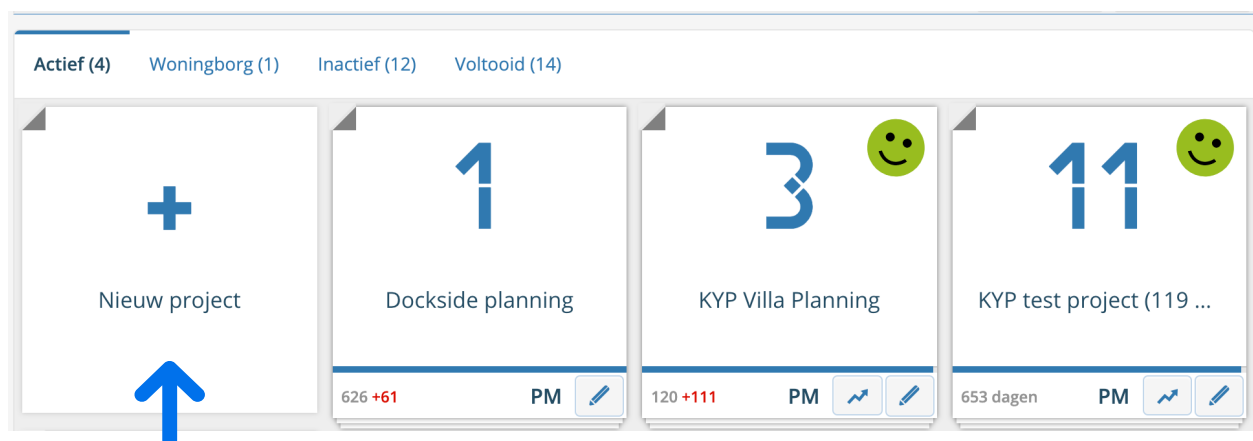 Actief (4) Woningborg (1) Inactief (12) Voltooid (14)
+
Nieuw project
1
Dockside planning
626 +61 PM
3
KYP Villa Planning
120 +111 PM
11
KYP test project (119 ...
653 dagen PM